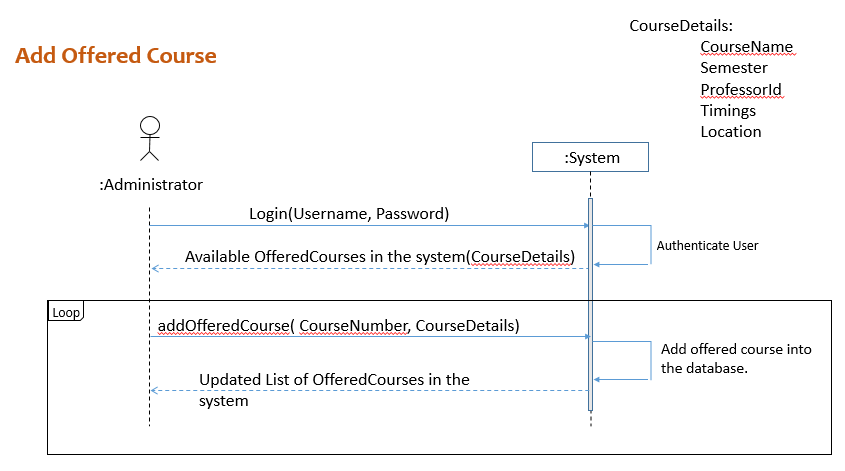 CourseDetails:
CourseName
Semester
ProfessorId
Timings
Location
Add Offered Course
:Administrator
:System
Login(Username, Password)
Authenticate User
Available OfferedCourses in the system(CourseDetails)
Loop
addOfferedCourse( CourseNumber, CourseDetails)
Add offered course into
the database.
Updated List of OfferedCourses in the
system